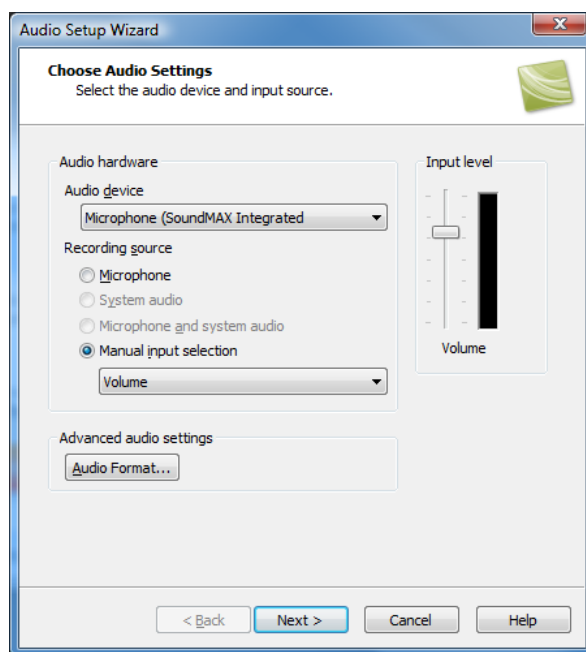 Audio Setup Wizard
Choose Audio Settings
Select the audio device and input source.
Audio hardware
Audio device
Microphone (SoundMAX Integrated
Recording source
Microphone
System audio
Microphone and system audio
Manual input selection
Volume
Input level
Volume
Advanced audio settings
Audio Format...
< Back
Next >
Cancel
Help